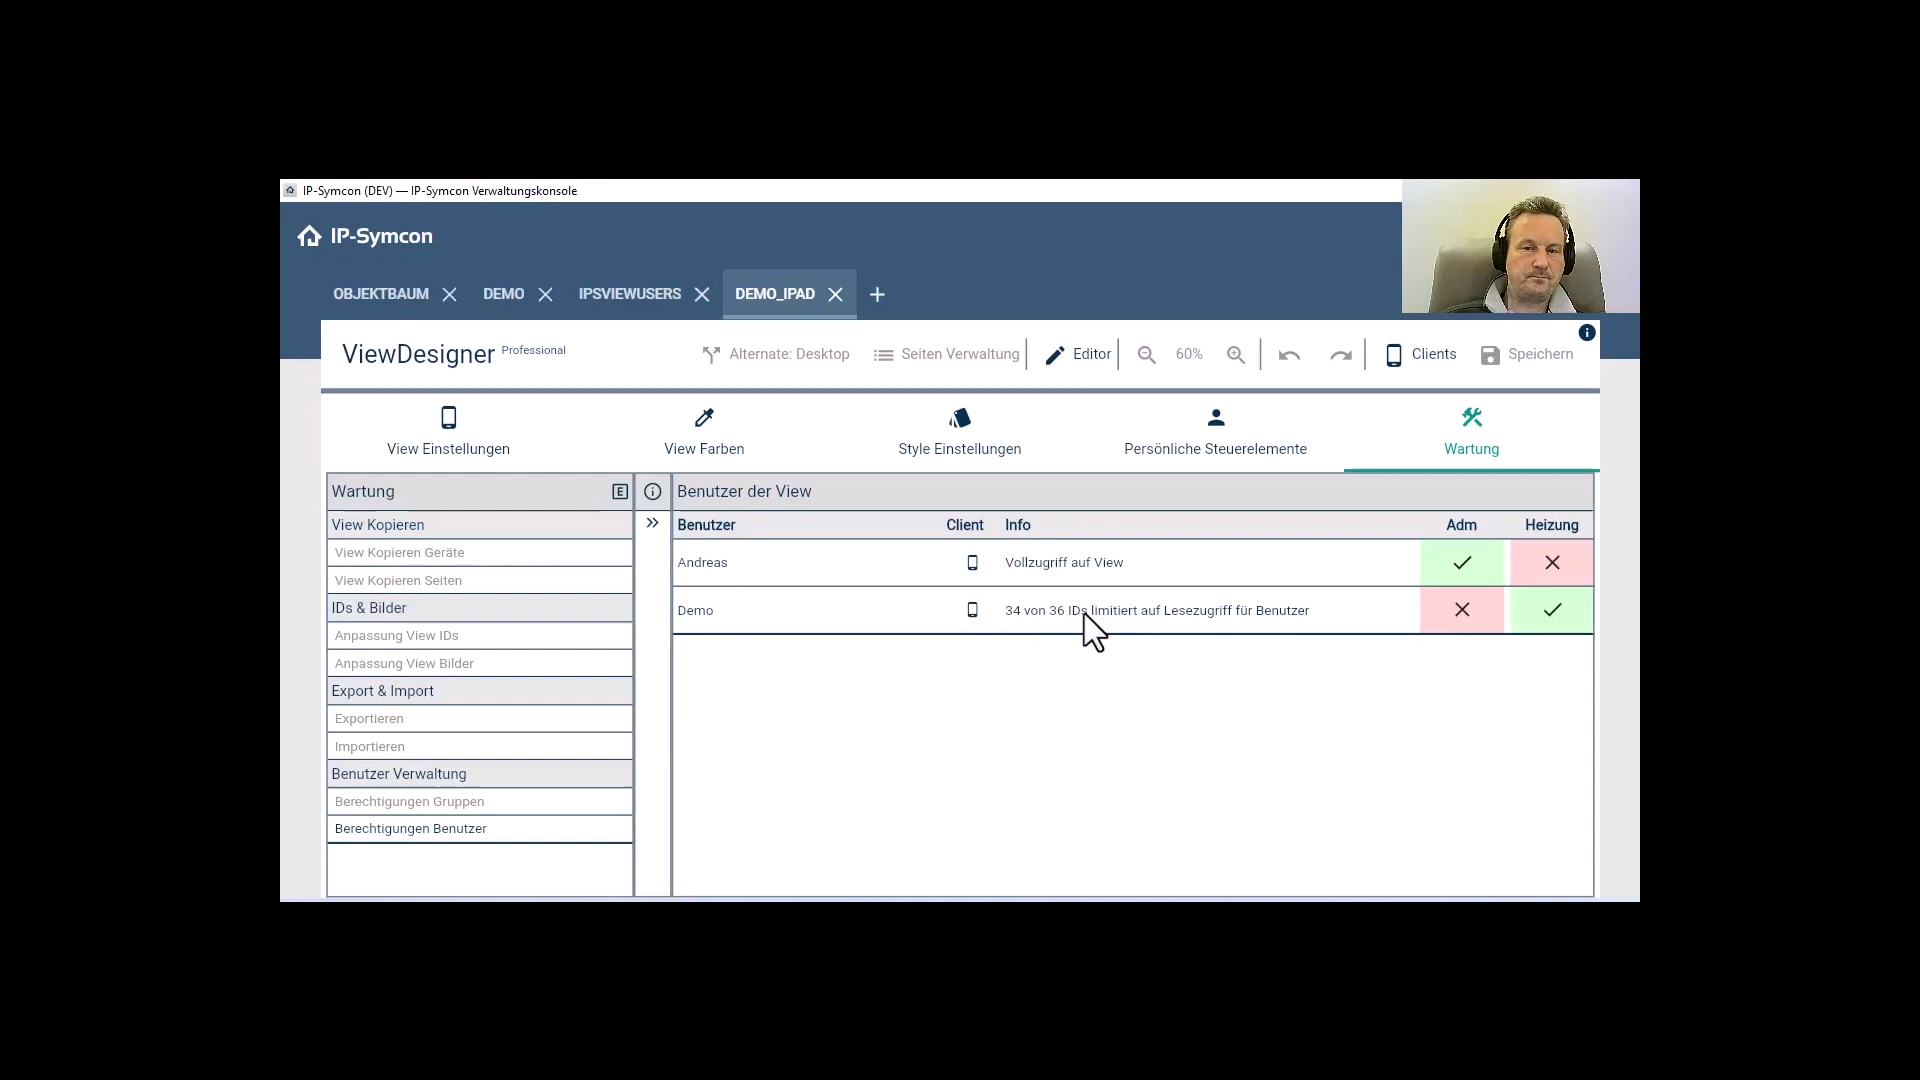 IP-Symcon (DEV) — IP-Symcon Verwaltungskonsole
IP-Symcon
OBJEKTBAUM DEMO IPSVIEWUSERS DEMO_IPAD
ViewDesigner Professional Alternate: Desktop Seiten Verwaltung Editor 60% Clients Speichern
View Einstellungen View Farben Style Einstellungen Persönliche Steuerelemente Wartung
Wartung E Benutzer der View
View Kopieren Benutzer Client Info Adm Heizung
View Kopieren Geräte Andreas Vollzugriff auf View
View Kopieren Seiten
IDs & Bilder Demo 34 von 36 IDs limitiert auf Lesezugriff für Benutzer
Anpassung View IDs
Anpassung View Bilder
Export & Import
Exportieren
Importieren
Benutzer Verwaltung
Berechtigungen Gruppen
Berechtigungen Benutzer